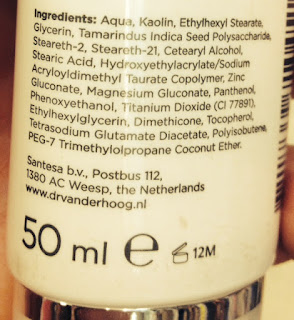 Ingredients: Aqua, Kaolin, Ethylhexyl Stearate,
Glycerin, Tamarindus Indica Seed Polysaccharide,
Steareth-2, Steareth-21, Cetearyl Alcohol,
Stearic Acid, Hydroxyethylacrylate/Sodium
Acryloyldimethyl Taurate Copolymer, Zinc
Gluconate, Magnesium Gluconate, Panthenol,
Phenoxyethanol, Titanium Dioxide (CI 77891),
Ethylhexylglycerin, Dimethicone, Tocopherol,
Tetrasodium Glutamate Diacetate, Polyisobutene,
PEG-7 Trimethylolpropane Coconut Ether.
Santesa b.v., Postbus 112,
1380 AC Weesp, the Netherlands
www.drvanderhoog.nl
50 ml e 12M